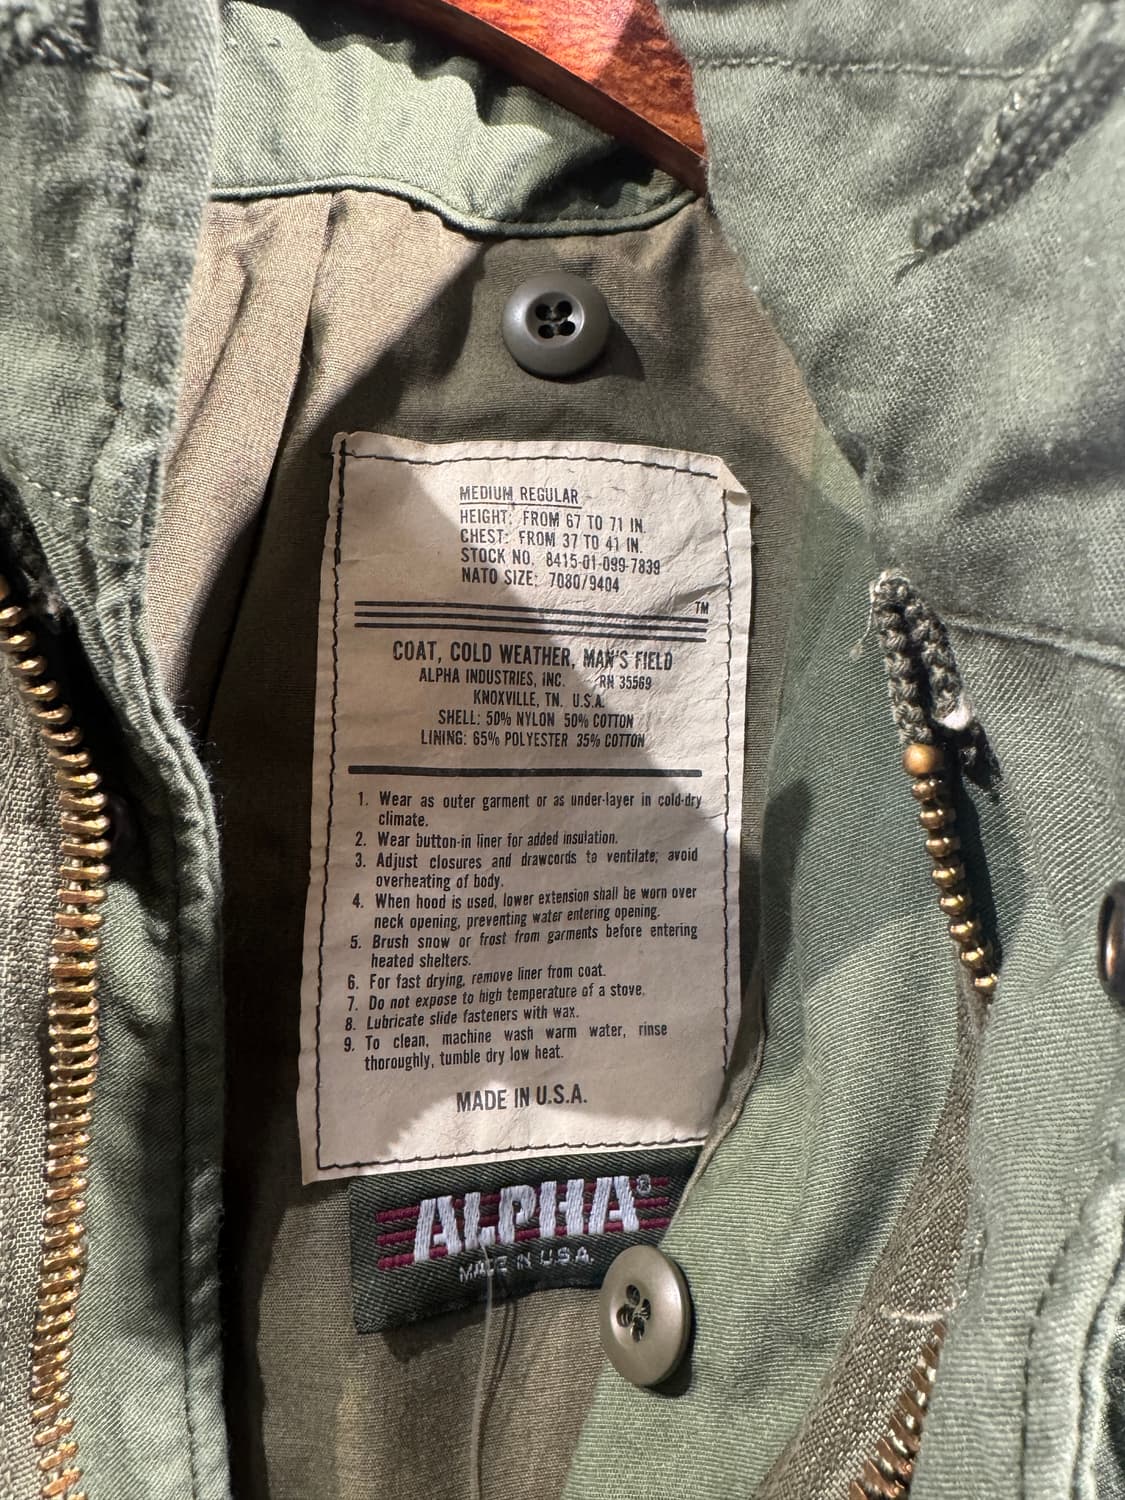 MEDIUM REGULAR
HEIGHT: FROM 67 TO 71 IN.
CHEST: FROM 37 TO 41 IN.
STOCK NO. 8415-01-099-7839
NATO SIZE: 7080/9404
TM
COAT, COLD WEATHER, MAN'S FIELD
ALPHA INDUSTRIES, INC. RN 35569
KNOXVILLE, TN. U.S.A.
SHELL: 50% NYLON 50% COTTON
LINING: 65% POLYESTER 35% COTTON
1. Wear as outer garment or as under-layer in cold-dry
climate.
2. Wear button-in liner for added insulation.
3. Adjust closures and drawcords to ventilate; avoid
overheating of body.
4. When hood is used, lower extension shall be worn over
neck opening, preventing water entering opening.
5. Brush snow or frost from garments before entering
heated shelters.
6. For fast drying, remove liner from coat.
7. Do not expose to high temperature of a stove.
8. Lubricate slide fasteners with wax.
9. To clean, machine wash warm water, rinse
thoroughly, tumble dry low heat.
MADE IN U.S.A.
ALPHA®
MADE IN U.S.A.